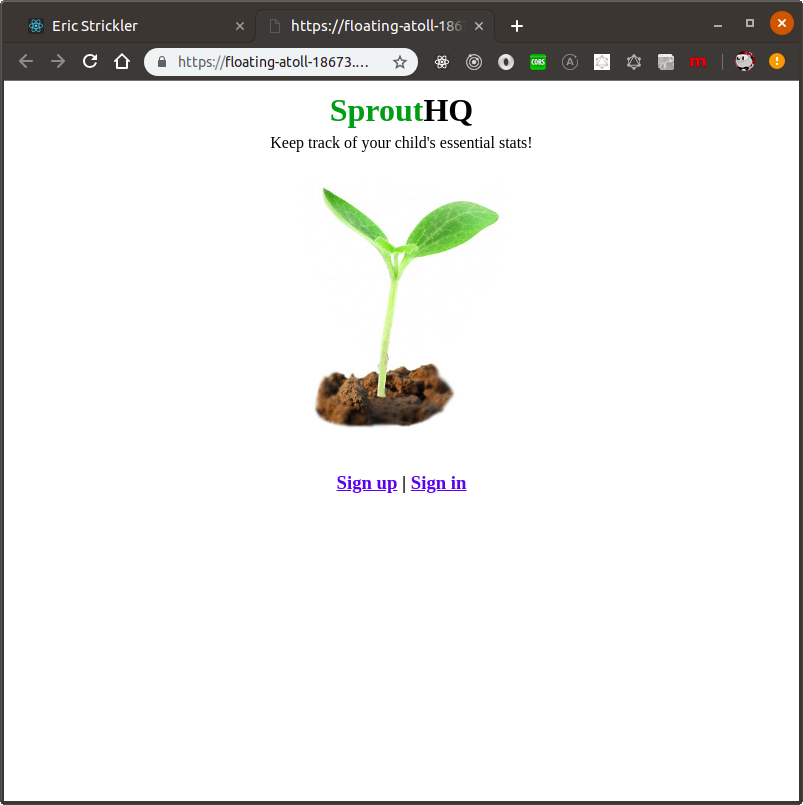 Eric Strickler
https://floating-atoll-1867
https://floating-atoll-18673.…
CORS
SproutHQ
Keep track of your child's essential stats!
Sign up | Sign in